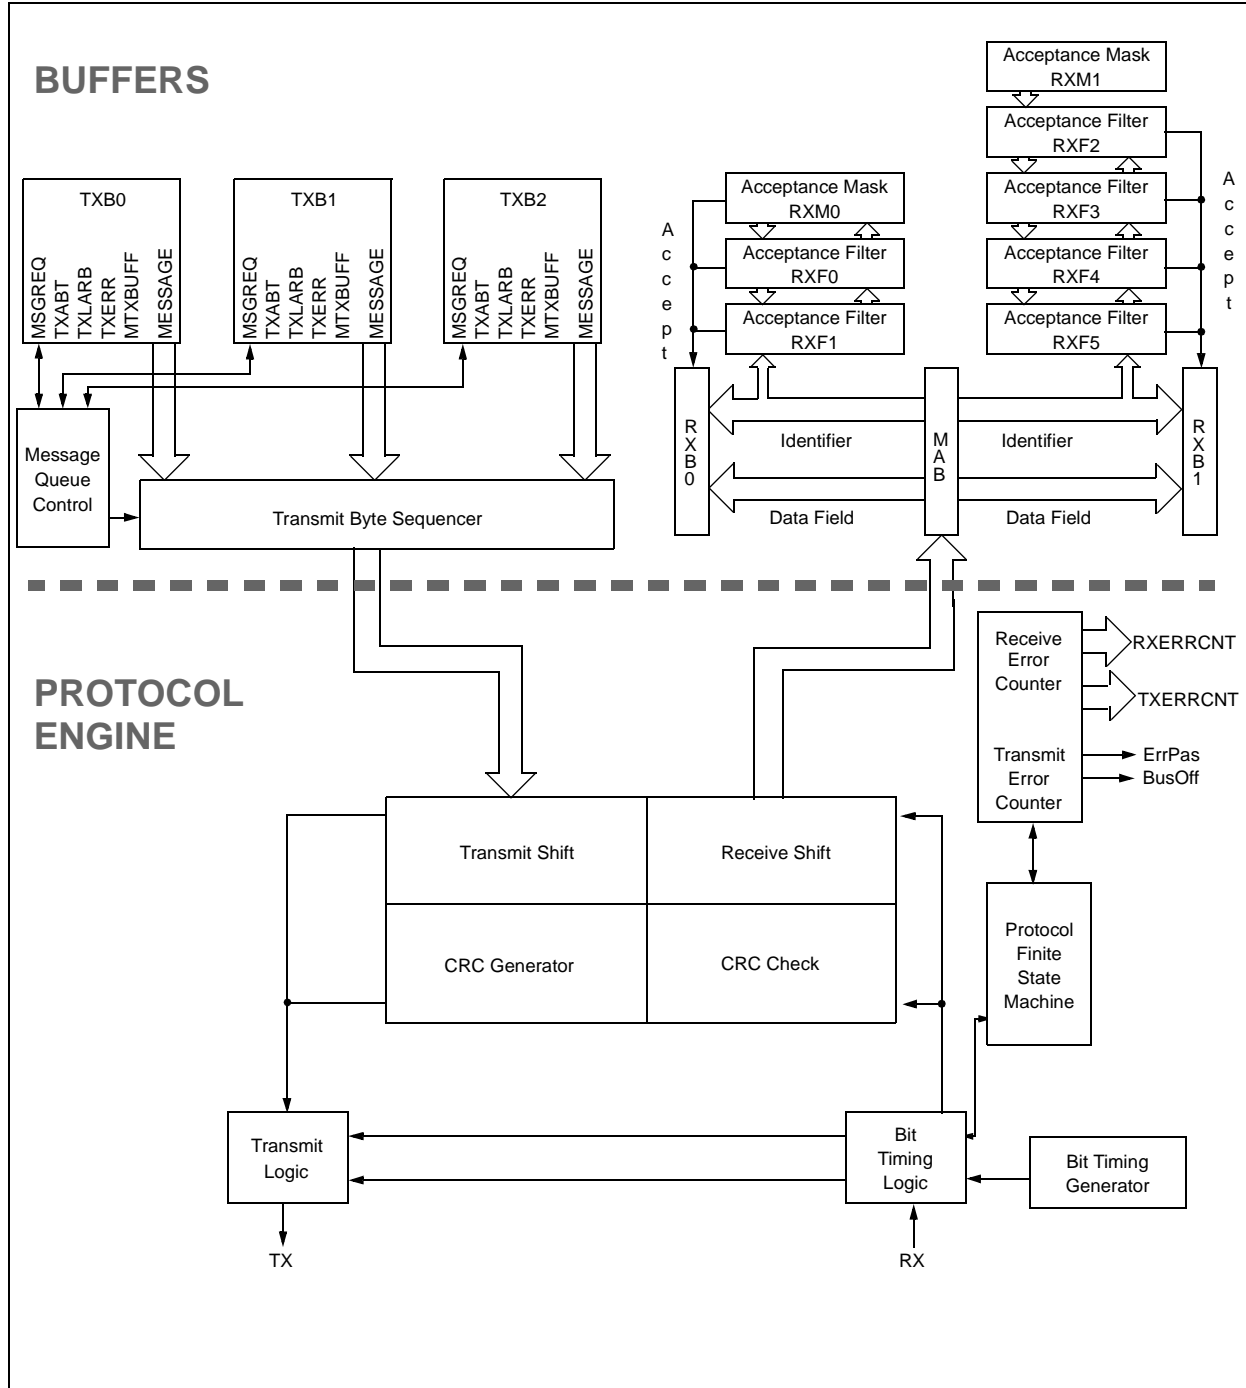 BUFFERS
Acceptance Mask
RXM1
Acceptance Filter
RXF2
Acceptance Filter
RXF3
Acceptance Filter
RXF4
Acceptance Filter
RXF5
A
c
c
e
p
t
Acceptance Mask
RXM0
Acceptance Filter
RXF0
Acceptance Filter
RXF1
A
c
c
e
p
t
TXB0
MSGREQ
TXABT
TXLARB
TXERR
MTXBUFF
MESSAGE
TXB1
MSGREQ
TXABT
TXLARB
TXERR
MTXBUFF
MESSAGE
TXB2
MSGREQ
TXABT
TXLARB
TXERR
MTXBUFF
MESSAGE
Message
Queue
Control
Transmit Byte Sequencer
R
X
B
0
Identifier
Data Field
M
A
B
Identifier
Data Field
R
X
B
1
PROTOCOL
ENGINE
Receive
Error
Counter
Transmit
Error
Counter
RXERRCNT
TXERRCNT
ErrPas
BusOff
Transmit Shift
Receive Shift
CRC Generator
CRC Check
Protocol
Finite
State
Machine
Transmit
Logic
Bit
Timing
Logic
Bit Timing
Generator
TX
RX